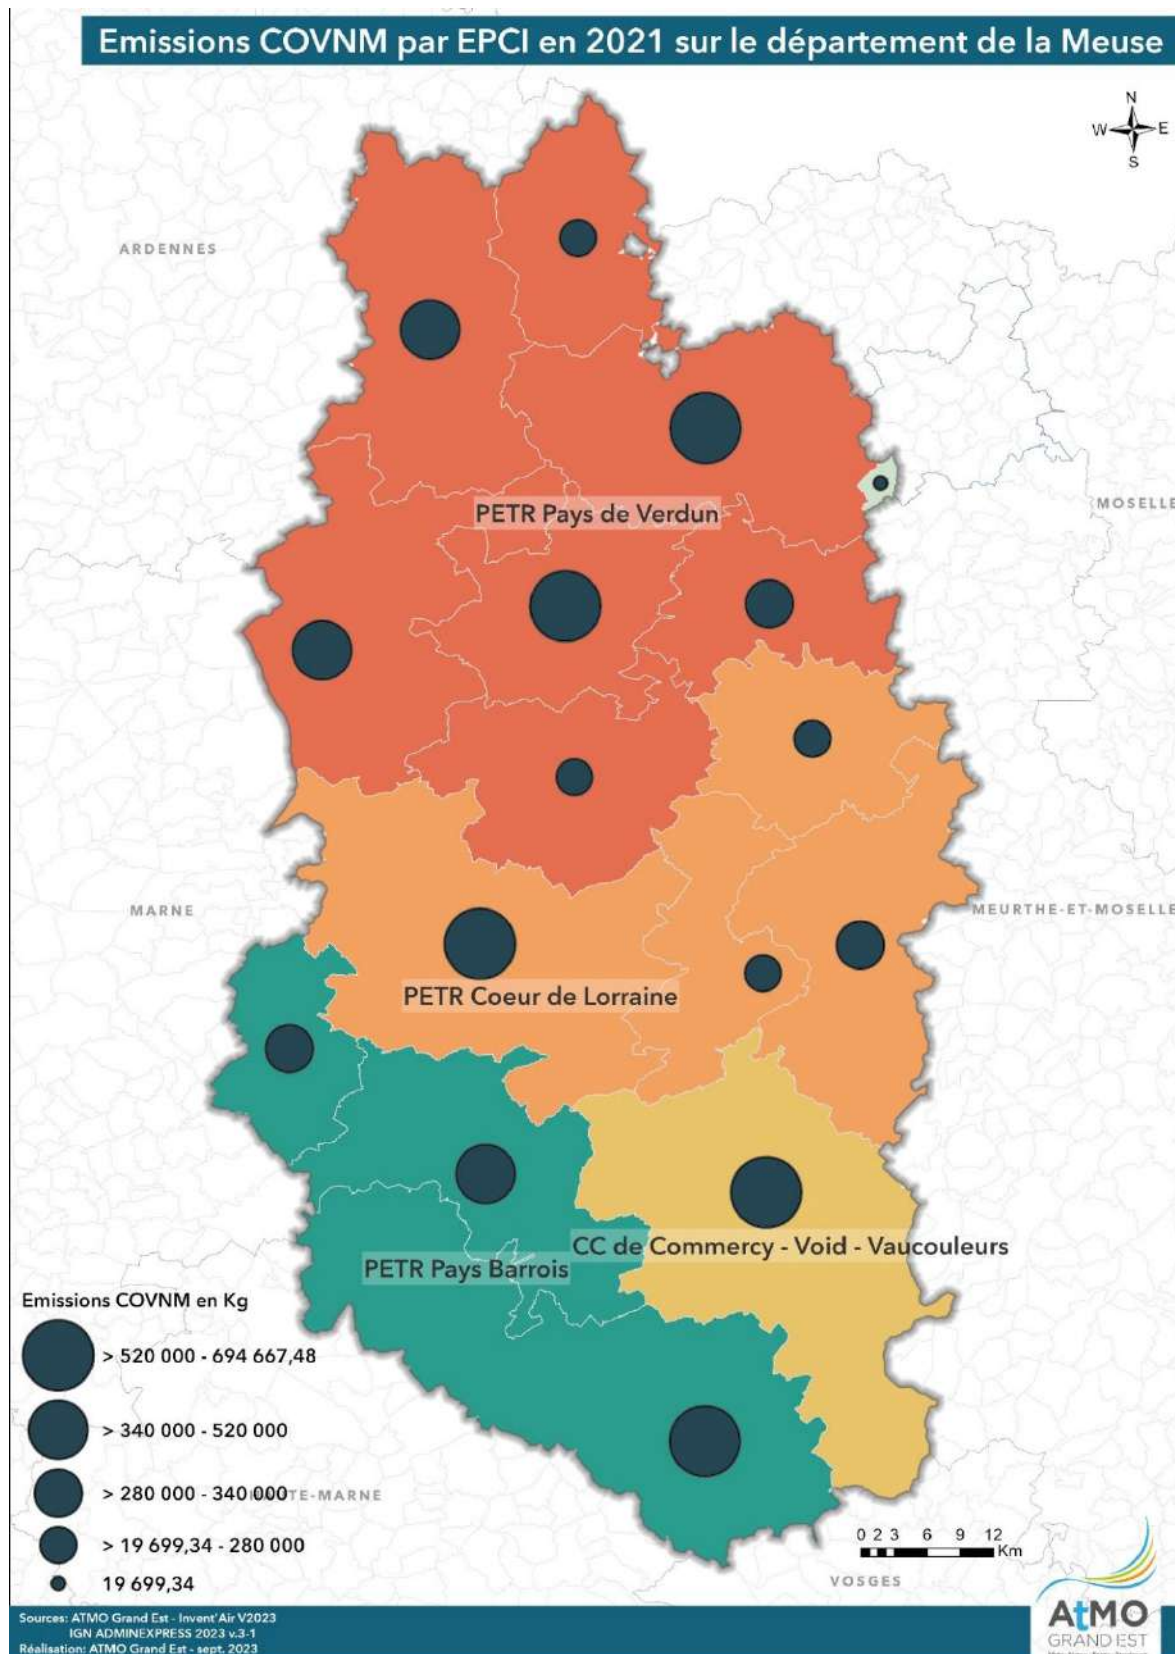 Emissions COVNM par EPCI en 2021 sur le département de la Meuse
N
W E
S
ARDENNES
MOSELLE
PETR Pays de Verdun
MARNE
MEURTHE-ET-MOSELLE
PETR Coeur de Lorraine
CC de Commercy - Void - Vaucouleurs
PETR Pays Barrois
Emissions COVNM en Kg
> 520 000 - 694 667,48
> 340 000 - 520 000
> 280 000 - 340 000
HAUTE-MARNE
> 19 699,34 - 280 000
19 699,34
0 2 3 6 9 12
Km
VOSGES
Sources: ATMO Grand Est - Invent'Air V2023
IGN ADMINEXPRESS 2023 v.3-1
Réalisation: ATMO Grand Est - sept. 2023
AtMO
GRAND EST